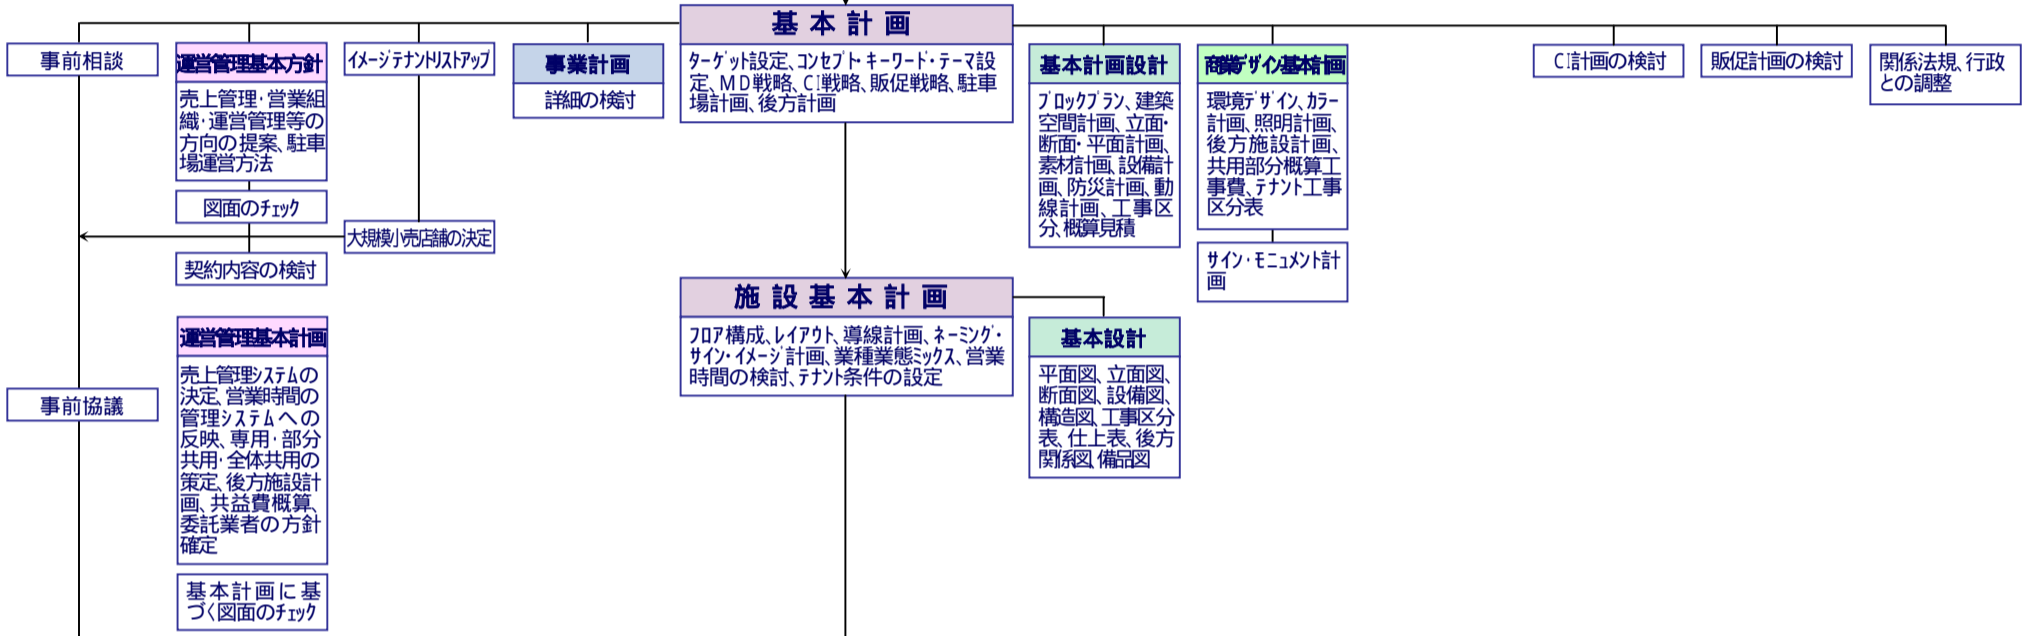 基本計画
ターゲット設定、コンセプト・キーワード・テーマ設
定、MD戦略、CI戦略、販促戦略、駐車
場計画、後方計画
事前相談
運営管理基本方針
売上管理・営業組
織・運営管理等の
方向の提案、駐車
場運営方法
図面のチェック
契約内容の検討
イメージテナントリストアップ
大規模小売店舗の決定
事業計画
詳細の検討
基本計画設計
ブロックプラン、建築
空間計画、立面・
断面・平面計画、
素材計画、設備計
画、防災計画、動
線計画、工事区
分、概算見積
商業デザイン基本計画
環境デザイン、カラー
計画、照明計画、
後方施設計画、
共用部分概算工
事費、テナント工事
区分表
サイン・モニュメント計
画
CI計画の検討
販促計画の検討
関係法規、行政
との調整
施設基本計画
フロア構成、レイアウト、導線計画、ネーミング・
サイン・イメージ計画、業種業態ミックス、営業
時間の検討、テナント条件の設定
基本設計
平面図、立面図、
断面図、設備図、
構造図、工事区分
表、仕上表、後方
関係図、備品図
運営管理基本計画
売上管理システムの
決定、営業時間の
管理システムへの
反映、専用・部分
共用・全体共用の
策定、後方施設計
画、共益費概算、
委託業者の方針
確定
基本計画に基
づく図面のチェック
事前協議